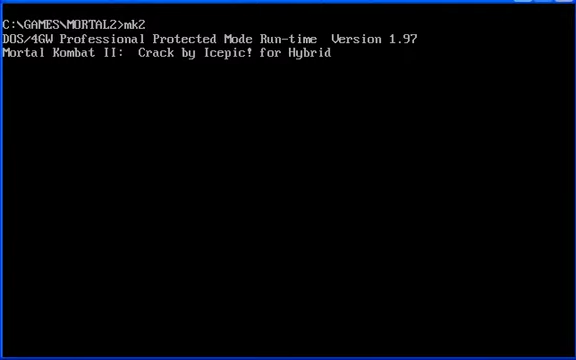 C:\GAMES\MORTAL2>mk2
DOS/4GW Professional Protected Mode Run-time  Version 1.97
Mortal Kombat II:  Crack by Icepic! for Hybrid